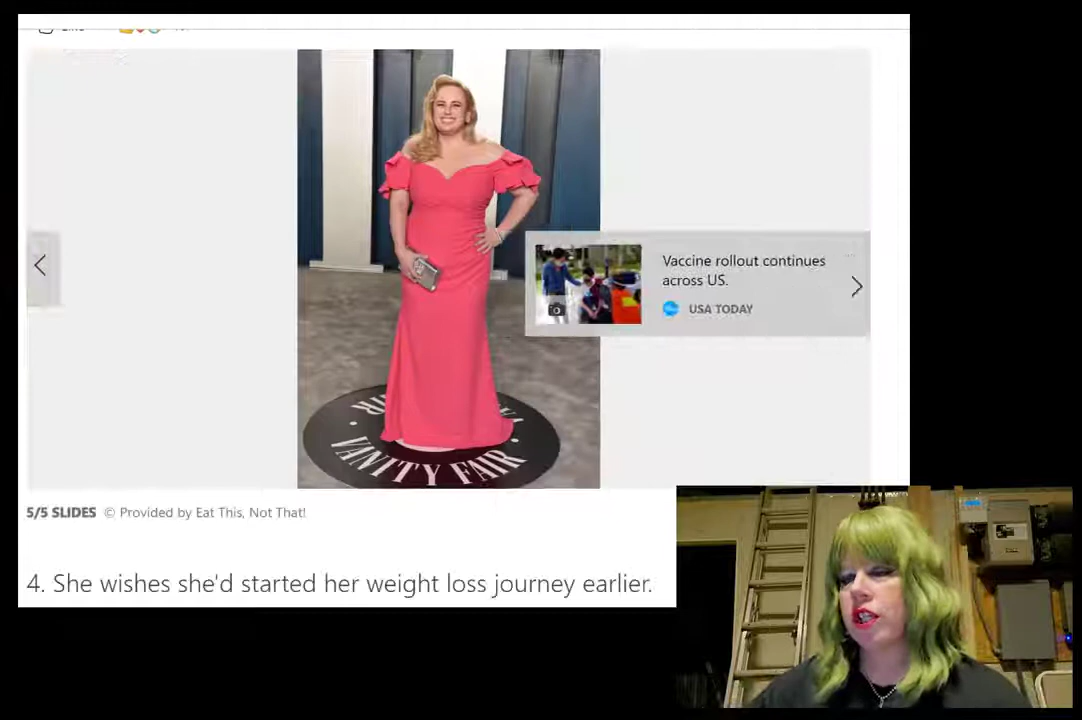 Vaccine rollout continues
across US.
USA TODAY
VANITY FAIR
5/5 SLIDES © Provided by Eat This, Not That!
4. She wishes she'd started her weight loss journey earlier.